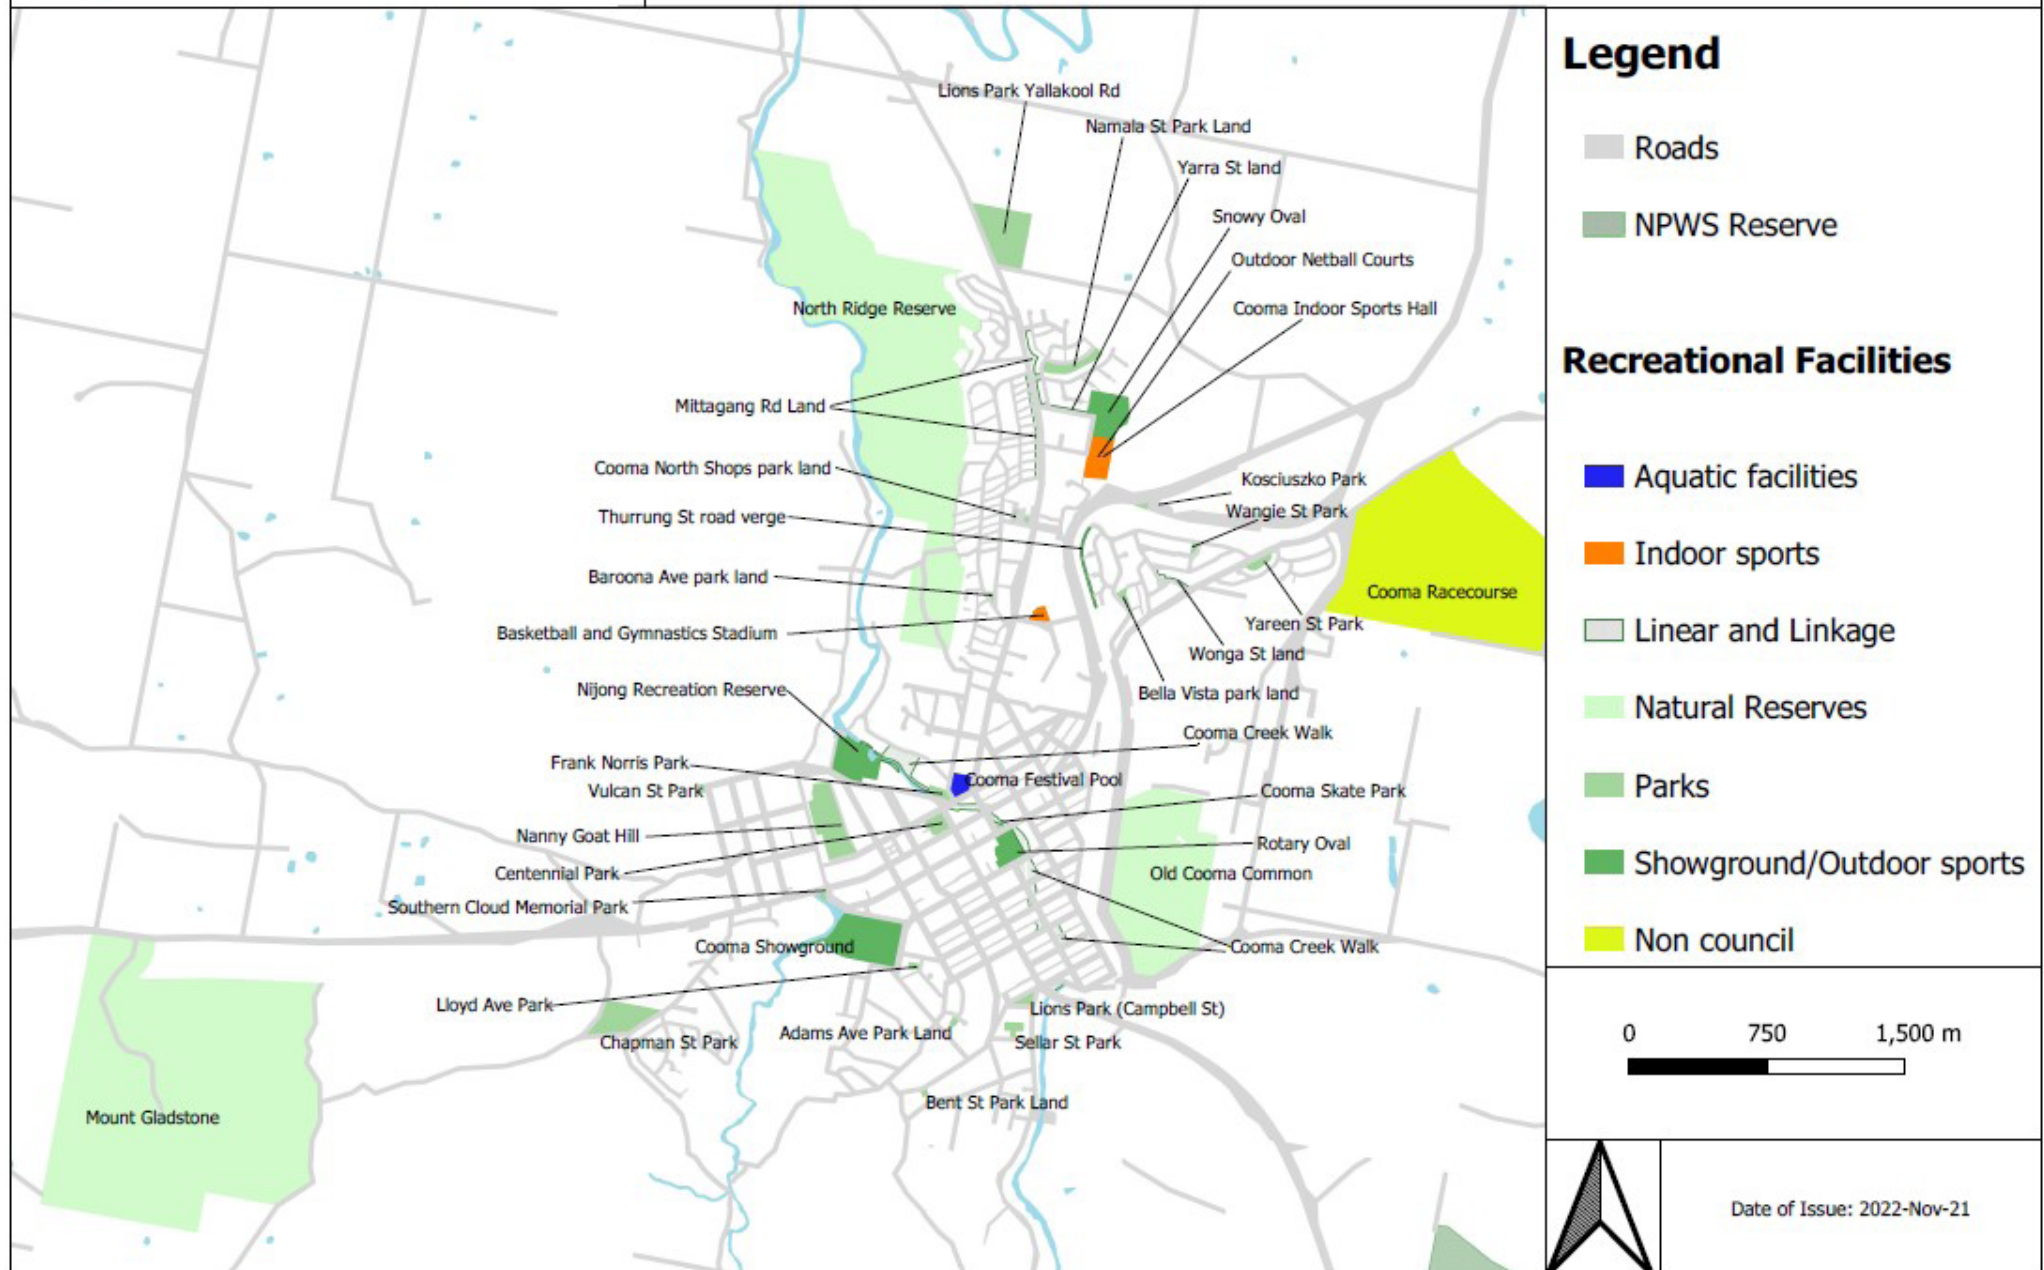 Lions Park Yallakool Rd
Namala St Park Land
Yarra St land
Snowy Oval
Outdoor Netball Courts
Cooma Indoor Sports Hall
North Ridge Reserve
Mittagang Rd Land
Cooma North Shops park land
Kosciuszko Park
Wangie St Park
Thurrung St road verge
Baroona Ave park land
Cooma Racecourse
Basketball and Gymnastics Stadium
Yareen St Park
Wonga St land
Nijong Recreation Reserve
Bella Vista park land
Cooma Creek Walk
Frank Norris Park
Cooma Festival Pool
Vulcan St Park
Cooma Skate Park
Nanny Goat Hill
Rotary Oval
Centennial Park
Old Cooma Common
Southern Cloud Memorial Park
Cooma Showground
Cooma Creek Walk
Lloyd Ave Park
Lions Park (Campbell St)
Chapman St Park
Adams Ave Park Land
Sellar St Park
Bent St Park Land
Mount Gladstone
Legend
Roads
NPWS Reserve
Recreational Facilities
Aquatic facilities
Indoor sports
Linear and Linkage
Natural Reserves
Parks
Showground/Outdoor sports
Non council
0 750 1,500 m
Date of Issue: 2022-Nov-21